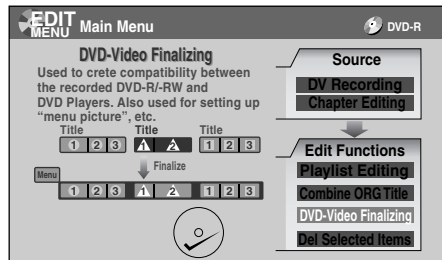 EDIT
MENU Main Menu
DVD-R
DVD-Video Finalizing
Used to crete compatibility between
the recorded DVD-R/-RW and
DVD Players. Also used for setting up
“menu picture”, etc.
Title Title Title
1 2 3 1 2 1 2 3
Finalize
Menu
1 2 3 1 2 1 2 3
Source
DV Recording
Chapter Editing
Edit Functions
Playlist Editing
Combine ORG Title
DVD-Video Finalizing
Del Selected Items